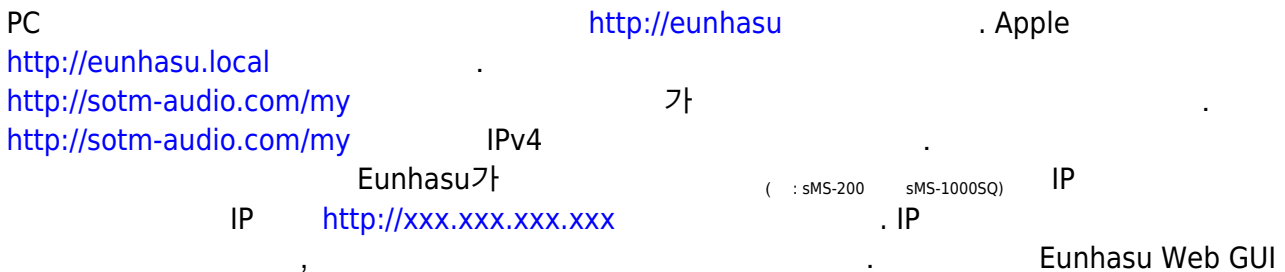 PC http://eunhasu . Apple
http://eunhasu.local .
http://sotm-audio.com/my 가 .
http://sotm-audio.com/my IPv4 .
Eunhasu가 ( : sMS-200 sMS-1000SQ) IP
IP http://xxx.xxx.xxx.xxx . IP
, . Eunhasu Web GUI